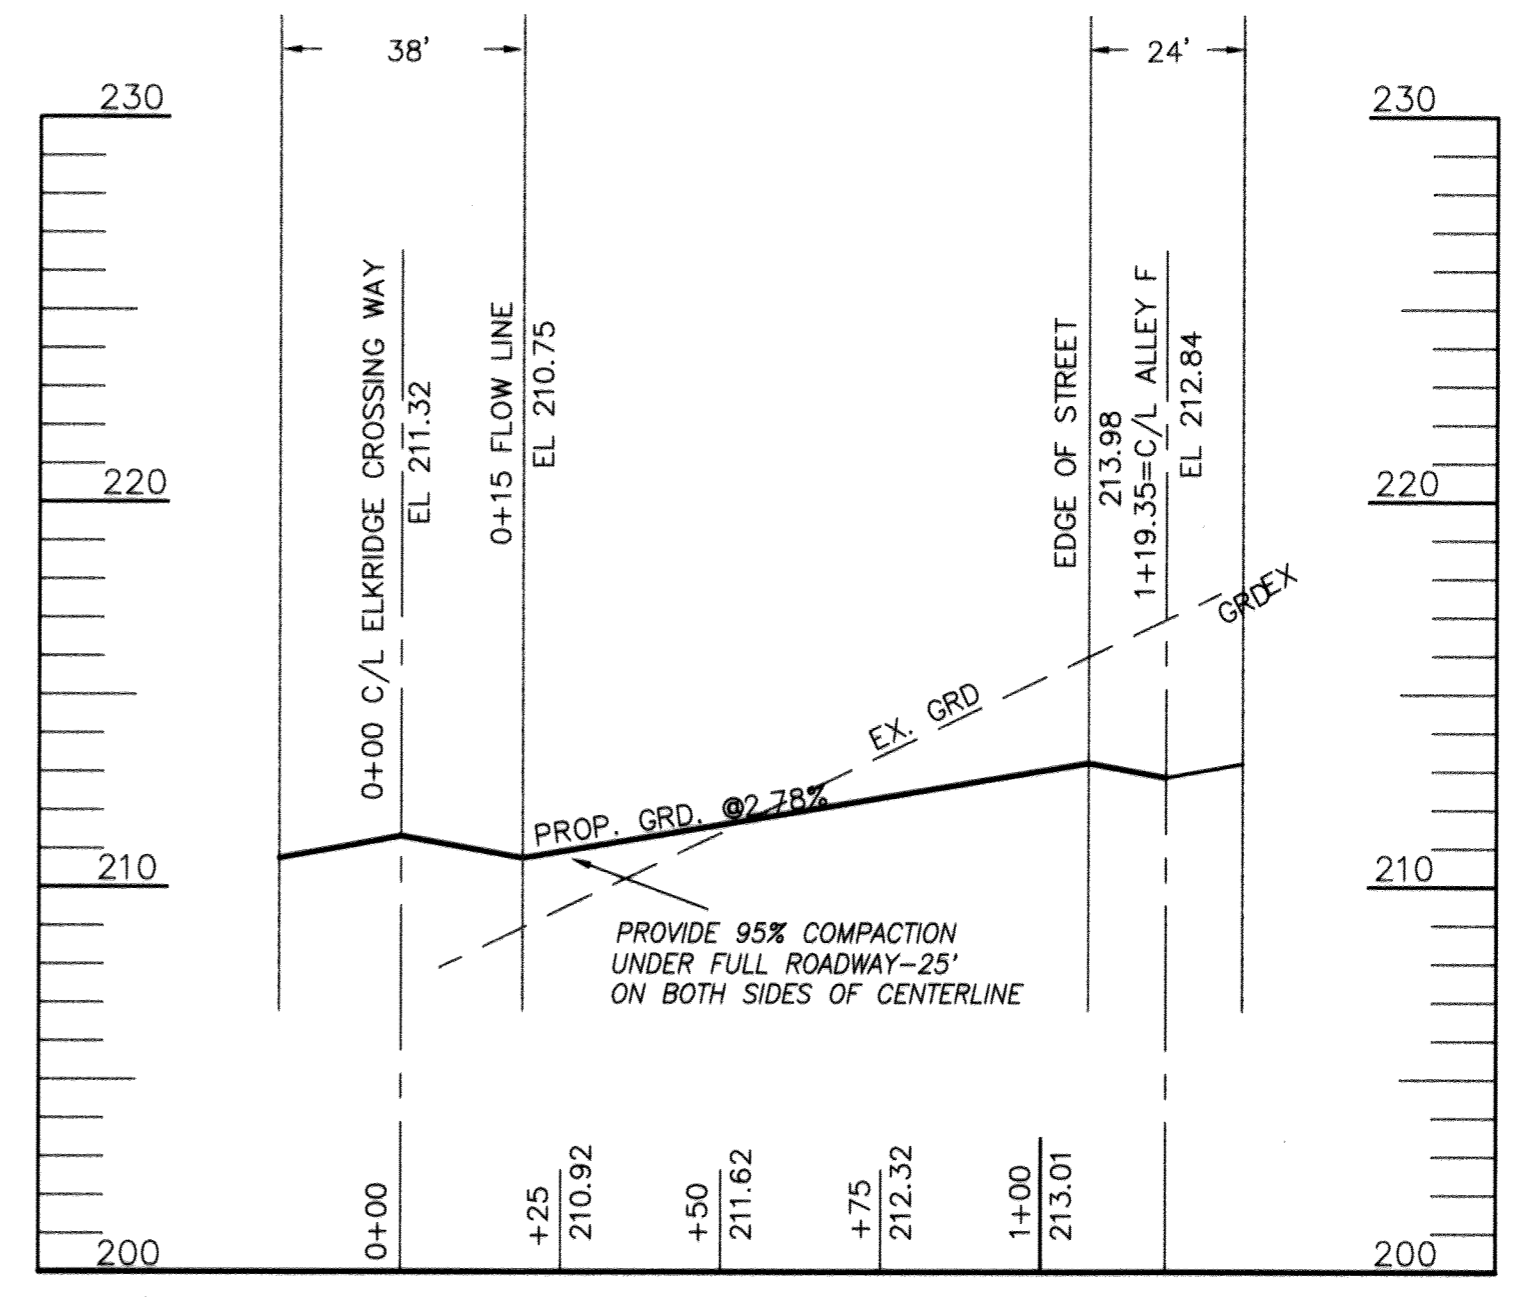 38'
24'
230
230
0+00 C/L ELKRIDGE CROSSING WAY
EL 211.32
0+15 FLOW LINE
EL 210.75
EDGE OF STREET
213.98
1+19.35=C/L ALLEY F
EL 212.84
220
220
GRD
EX
EX. GRD
PROP. GRD. @2.78%
210
210
PROVIDE 95% COMPACTION
UNDER FULL ROADWAY-25'
ON BOTH SIDES OF CENTERLINE
0+00
+25
210.92
+50
211.62
+75
212.32
1+00
213.01
200
200